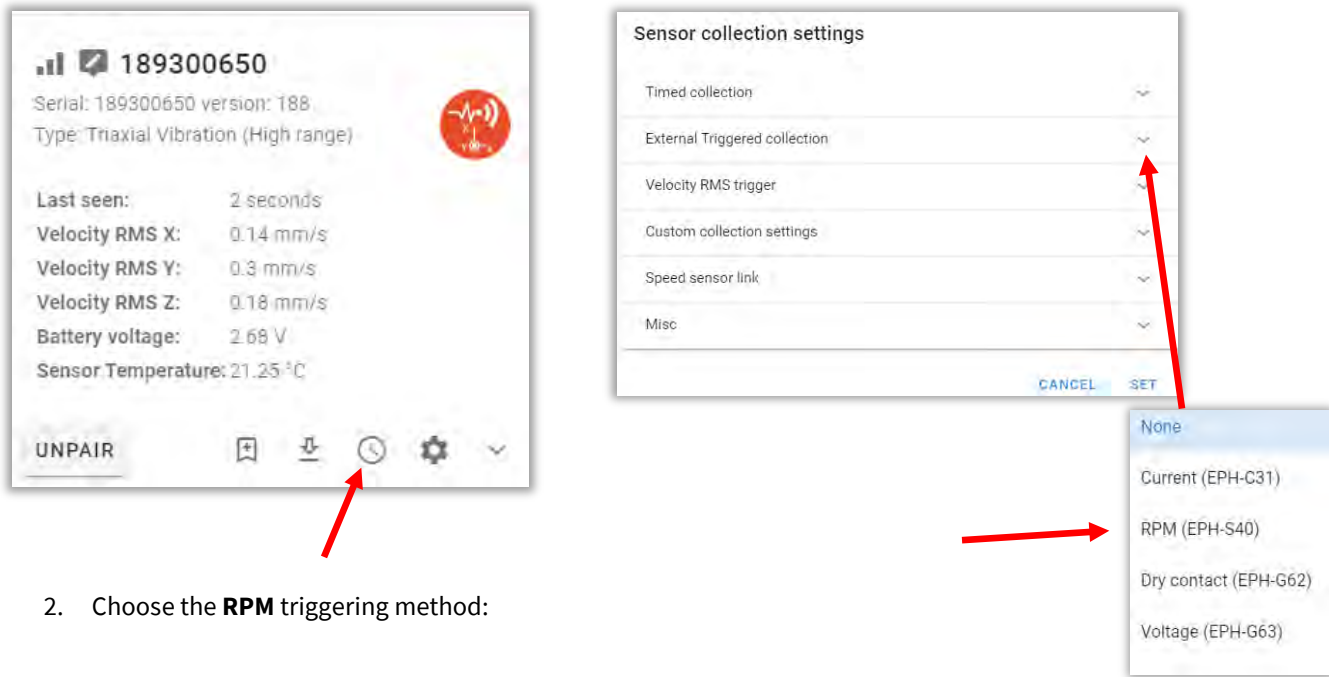 189300650
Serial: 189300650 version: 188
Type: Triaxial Vibration (High range)
Last seen: 2 seconds
Velocity RMS X: 0.14 mm/s
Velocity RMS Y: 0.3 mm/s
Velocity RMS Z: 0.18 mm/s
Battery voltage: 2.68 V
Sensor Temperature: 21.25 °C
UNPAIR
Sensor collection settings
Timed collection
External Triggered collection
Velocity RMS trigger
Custom collection settings
Speed sensor link
Misc
CANCEL SET
None
Current (EPH-C31)
RPM (EPH-S40)
Dry contact (EPH-G62)
Voltage (EPH-G63)
2. Choose the RPM triggering method: